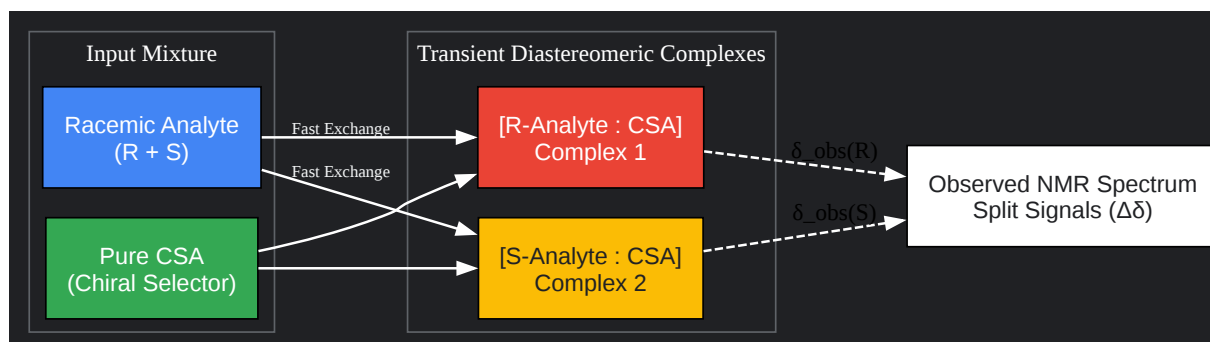 Input Mixture
Transient Diastereomeric Complexes
Racemic Analyte
(R + S)
Fast Exchange
[R-Analyte : CSA]
Complex 1
δ_obs(R)
Fast Exchange
Observed NMR Spectrum
Split Signals (Δδ)
δ_obs(S)
Pure CSA
(Chiral Selector)
[S-Analyte : CSA]
Complex 2